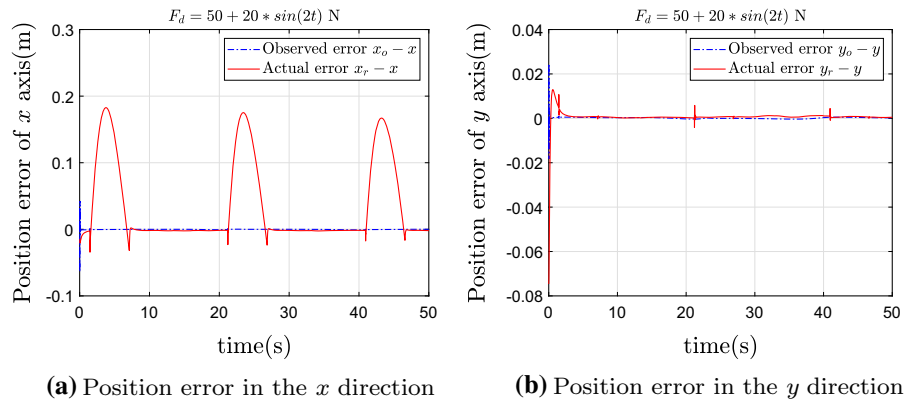 $F_d = 50 + 20 * sin(2t)$ N
Position error of $x$ axis(m)
0.3
0.2
0.1
0
-0.1
Observed error $x_o - x$
Actual error $x_r - x$
0 10 20 30 40 50
time(s)
(a) Position error in the $x$ direction
$F_d = 50 + 20 * sin(2t)$ N
Position error of $y$ axis(m)
0.04
0.02
0
-0.02
-0.04
-0.06
-0.08
Observed error $y_o - y$
Actual error $y_r - y$
0 10 20 30 40 50
time(s)
(b) Position error in the $y$ direction